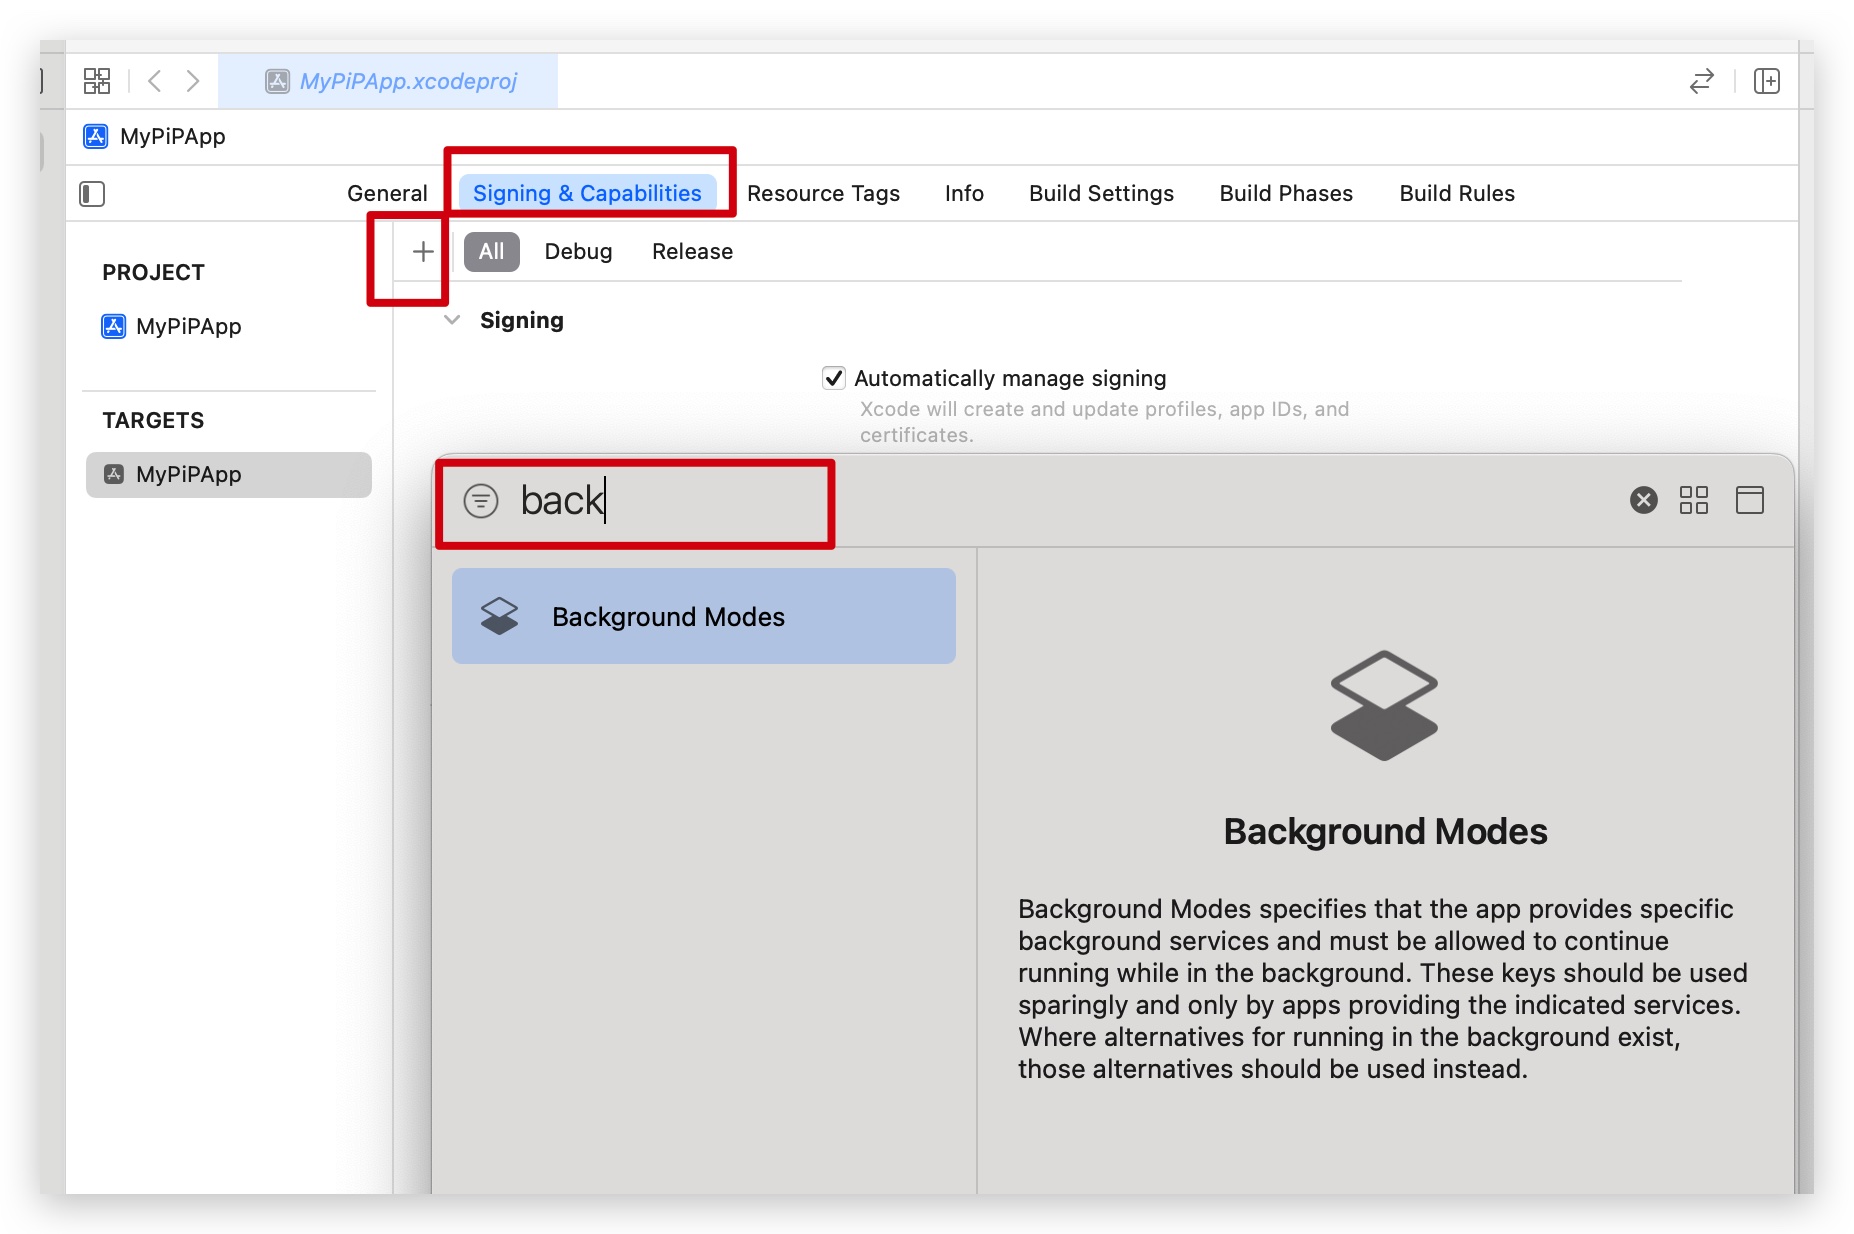 MyPiPApp.xcodeproj
MyPiPApp
General Signing & Capabilities Resource Tags Info Build Settings Build Phases Build Rules
All Debug Release
PROJECT
MyPiPApp
TARGETS
MyPiPApp
Signing
Automatically manage signing
Xcode will create and update profiles, app IDs, and
certificates.
back
Background Modes
Background Modes
Background Modes specifies that the app provides specific
background services and must be allowed to continue
running while in the background. These keys should be used
sparingly and only by apps providing the indicated services.
Where alternatives for running in the background exist,
those alternatives should be used instead.